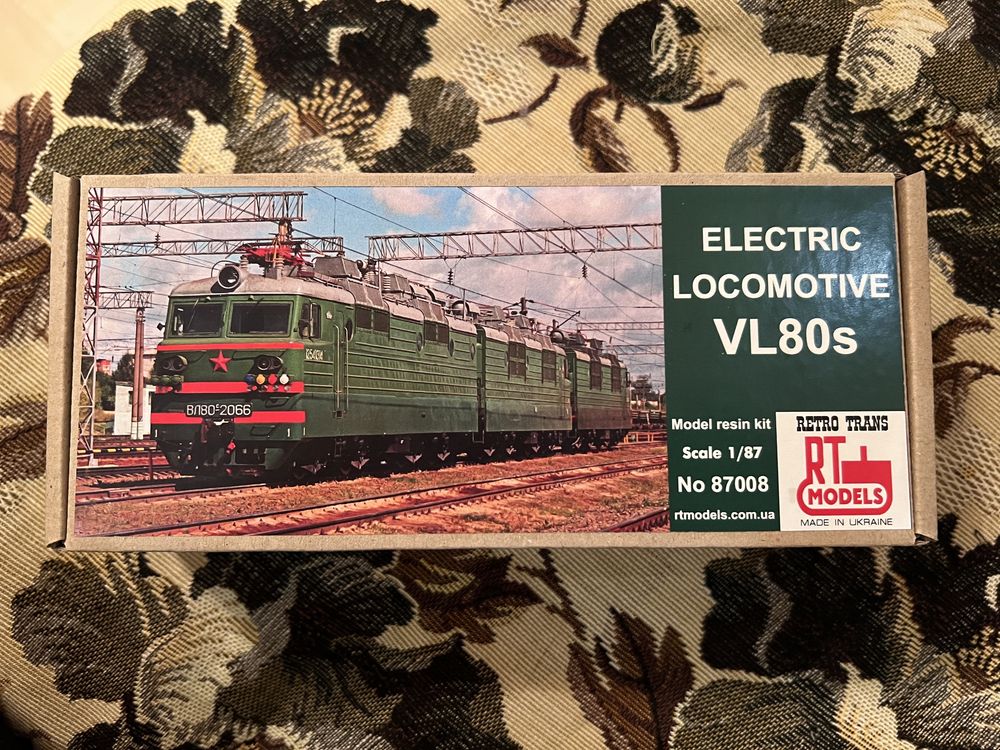 ELECTRIC
LOCOMOTIVE
VL80s
ВЛ80С-2066
Model resin kit
Scale 1/87
No 87008
rtmodels.com.ua
RETRO TRANS
RT
MODELS
MADE IN UKRAINE